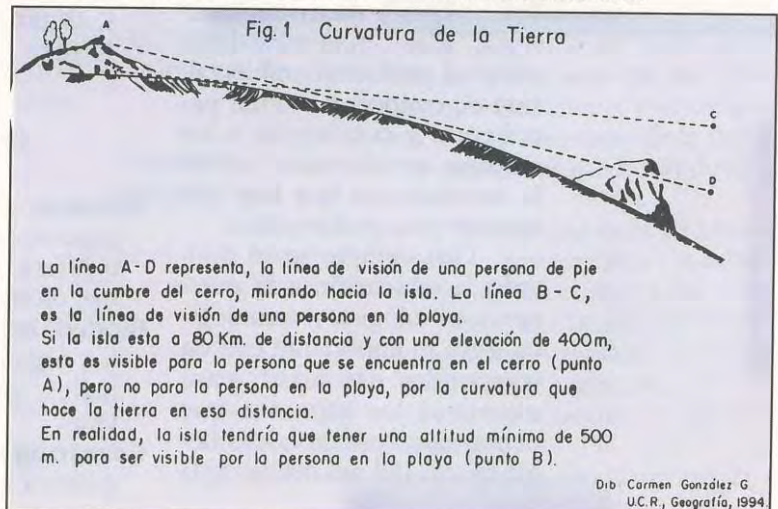 Fig. 1 Curvatura de la Tierra
A
B
C
D
La línea A-D representa, la línea de visión de una persona de pie
en la cumbre del cerro, mirando hacia la isla. La línea B - C,
es la línea de visión de una persona en la playa.
Si la isla esta a 80 Km. de distancia y con una elevación de 400m,
esta es visible para la persona que se encuentra en el cerro (punto
A), pero no para la persona en la playa, por la curvatura que
hace la tierra en esa distancia.
En realidad, la isla tendría que tener una altitud mínima de 500
m. para ser visible por la persona en la playa (punto B).
Dib Carmen González G.
U.C.R., Geografía, 1994.